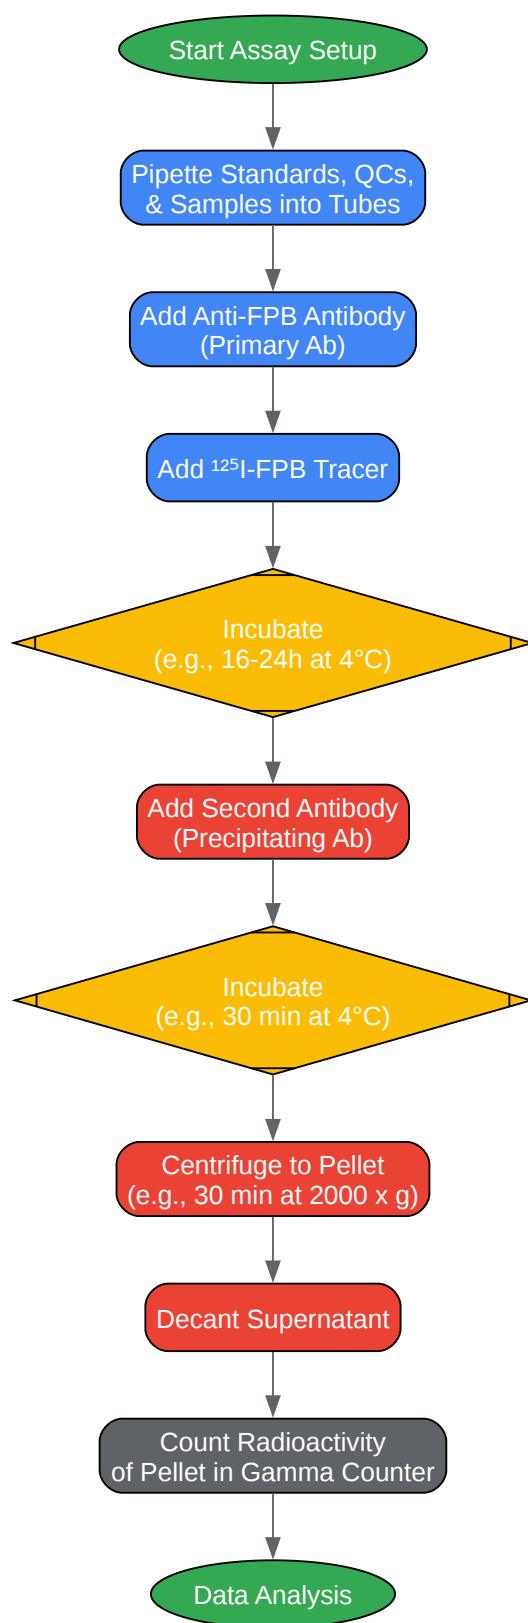 Start Assay Setup
Pipette Standards, QCs,
& Samples into Tubes
Add Anti-FPB Antibody
(Primary Ab)
Add ¹²⁵I-FPB Tracer
Incubate
(e.g., 16-24h at 4°C)
Add Second Antibody
(Precipitating Ab)
Incubate
(e.g., 30 min at 4°C)
Centrifuge to Pellet
(e.g., 30 min at 2000 x g)
Decant Supernatant
Count Radioactivity
of Pellet in Gamma Counter
Data Analysis